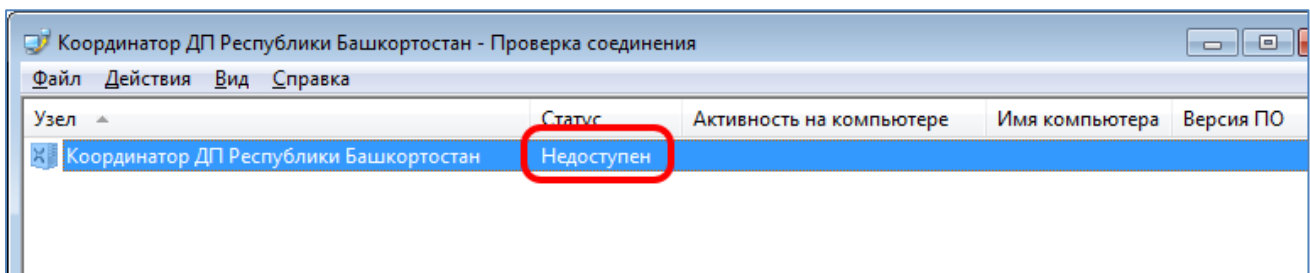 Координатор ДП Республики Башкортостан - Проверка соединения
Файл Действия Вид Справка
Узел Статус Активность на компьютере Имя компьютера Версия ПО
Координатор ДП Республики Башкортостан Недоступен